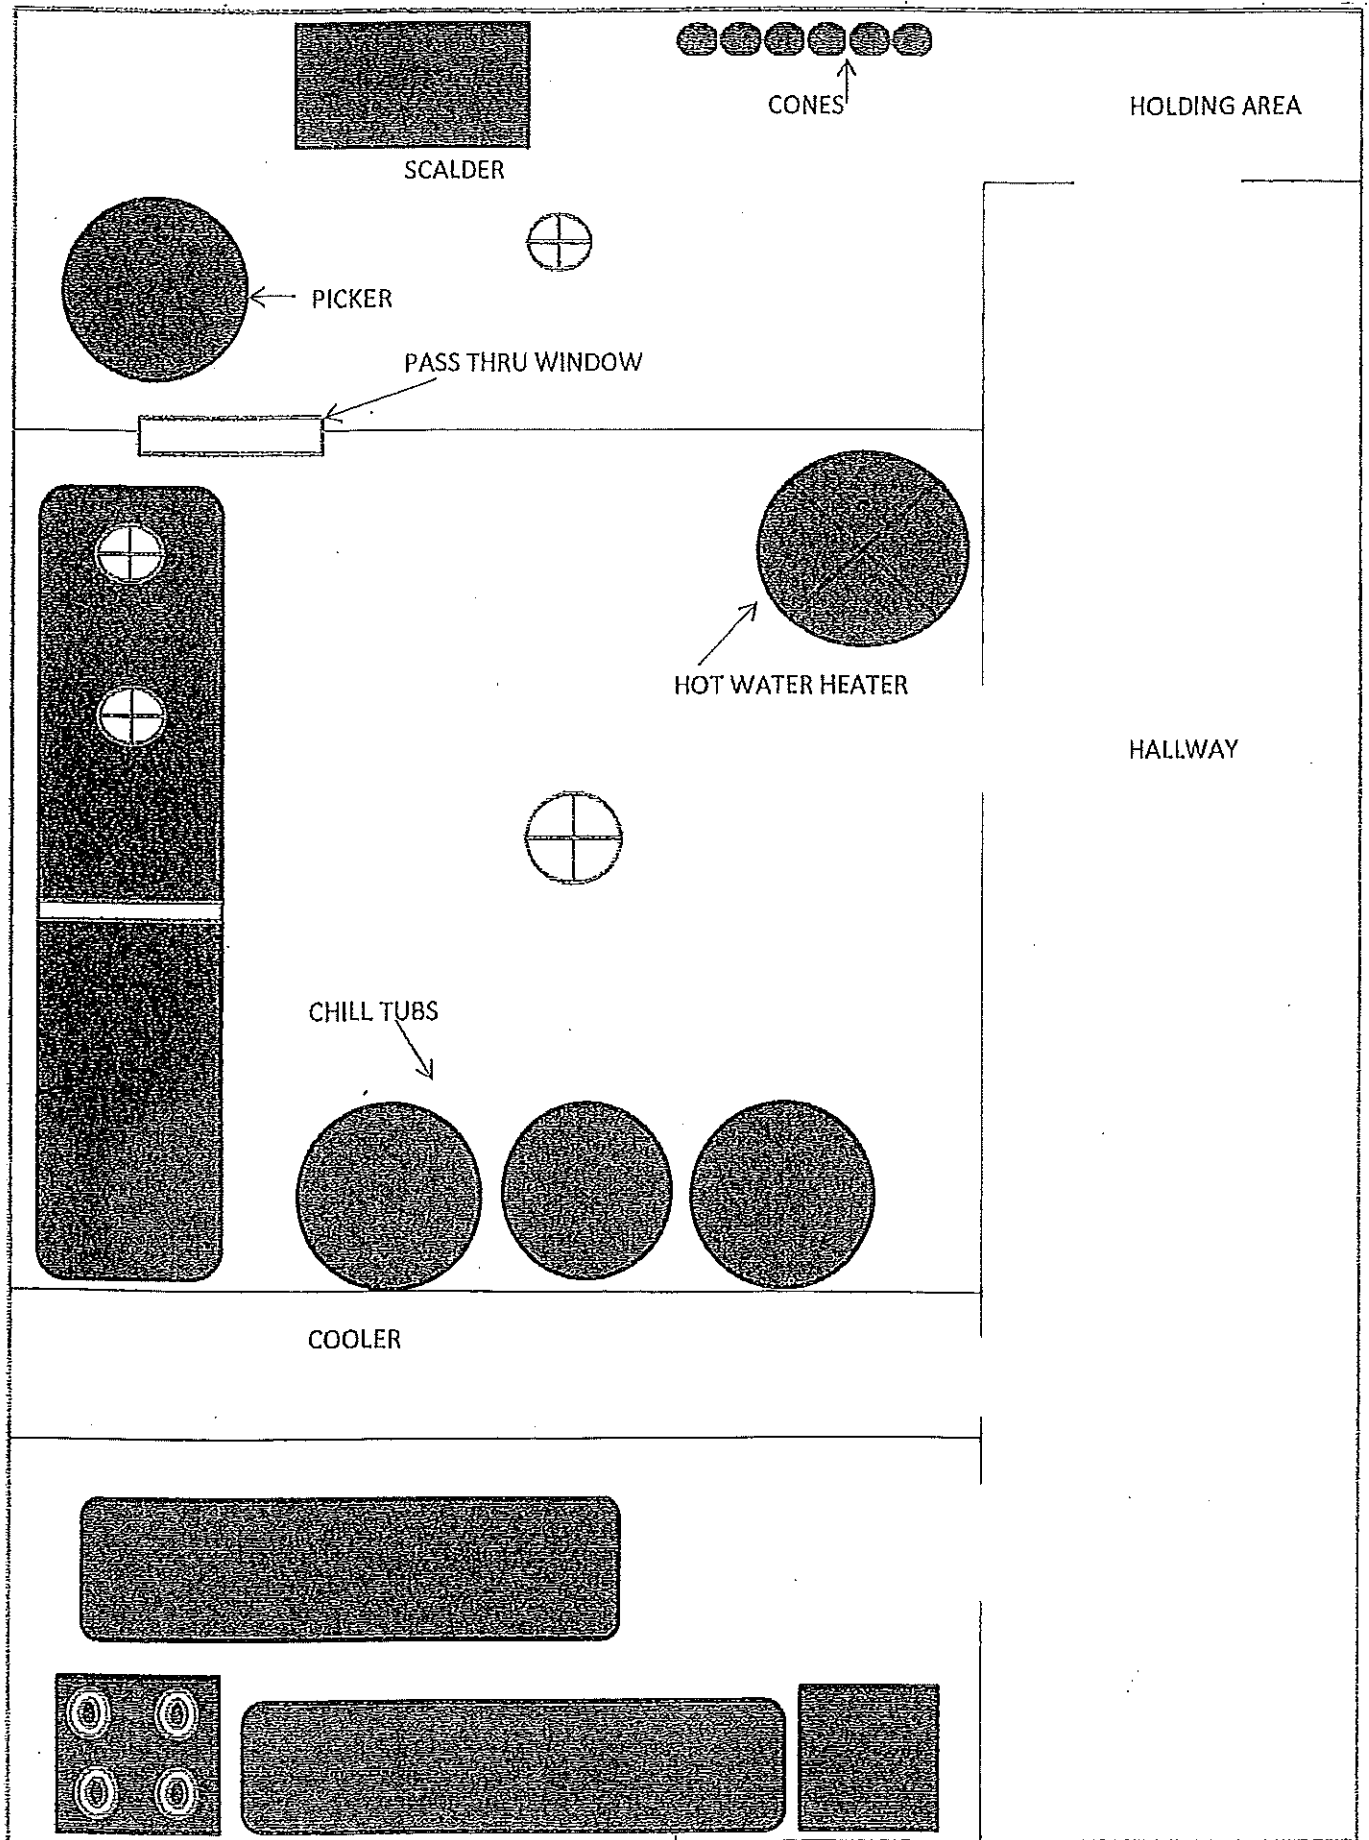 CONES
HOLDING AREA
SCALDER
PICKER
PASS THRU WINDOW
HOT WATER HEATER
HALLWAY
CHILL TUBS
COOLER